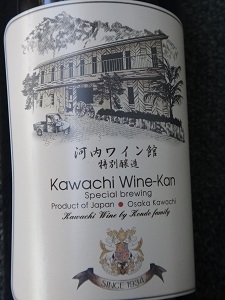 河内ワイン館
特別醸造
Kawachi Wine-Kan
Special brewing
Product of Japan ● Osaka Kawachi
Kawachi Wine by Kondo family
SINCE 1934